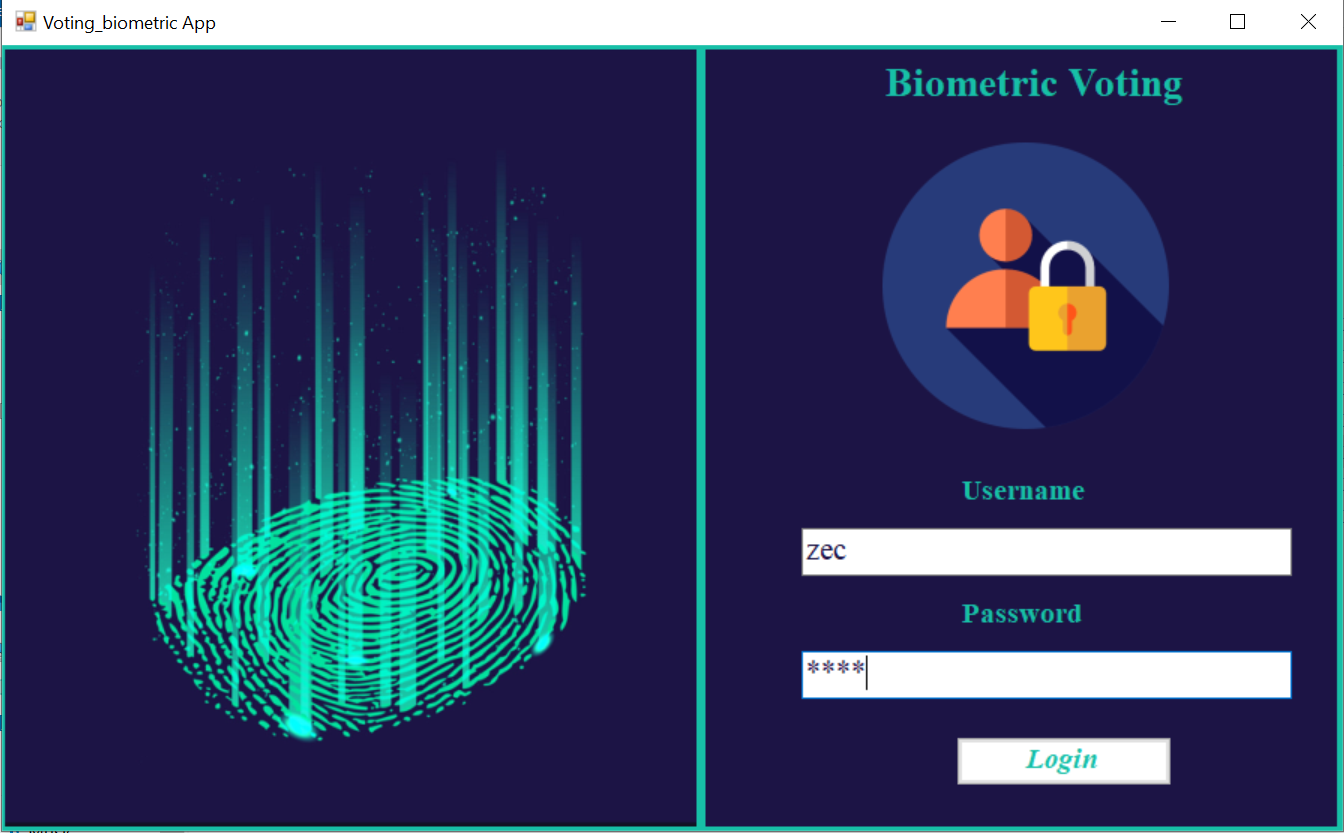 Voting_biometric App
Biometric Voting
Username
zec
Password
****
Login